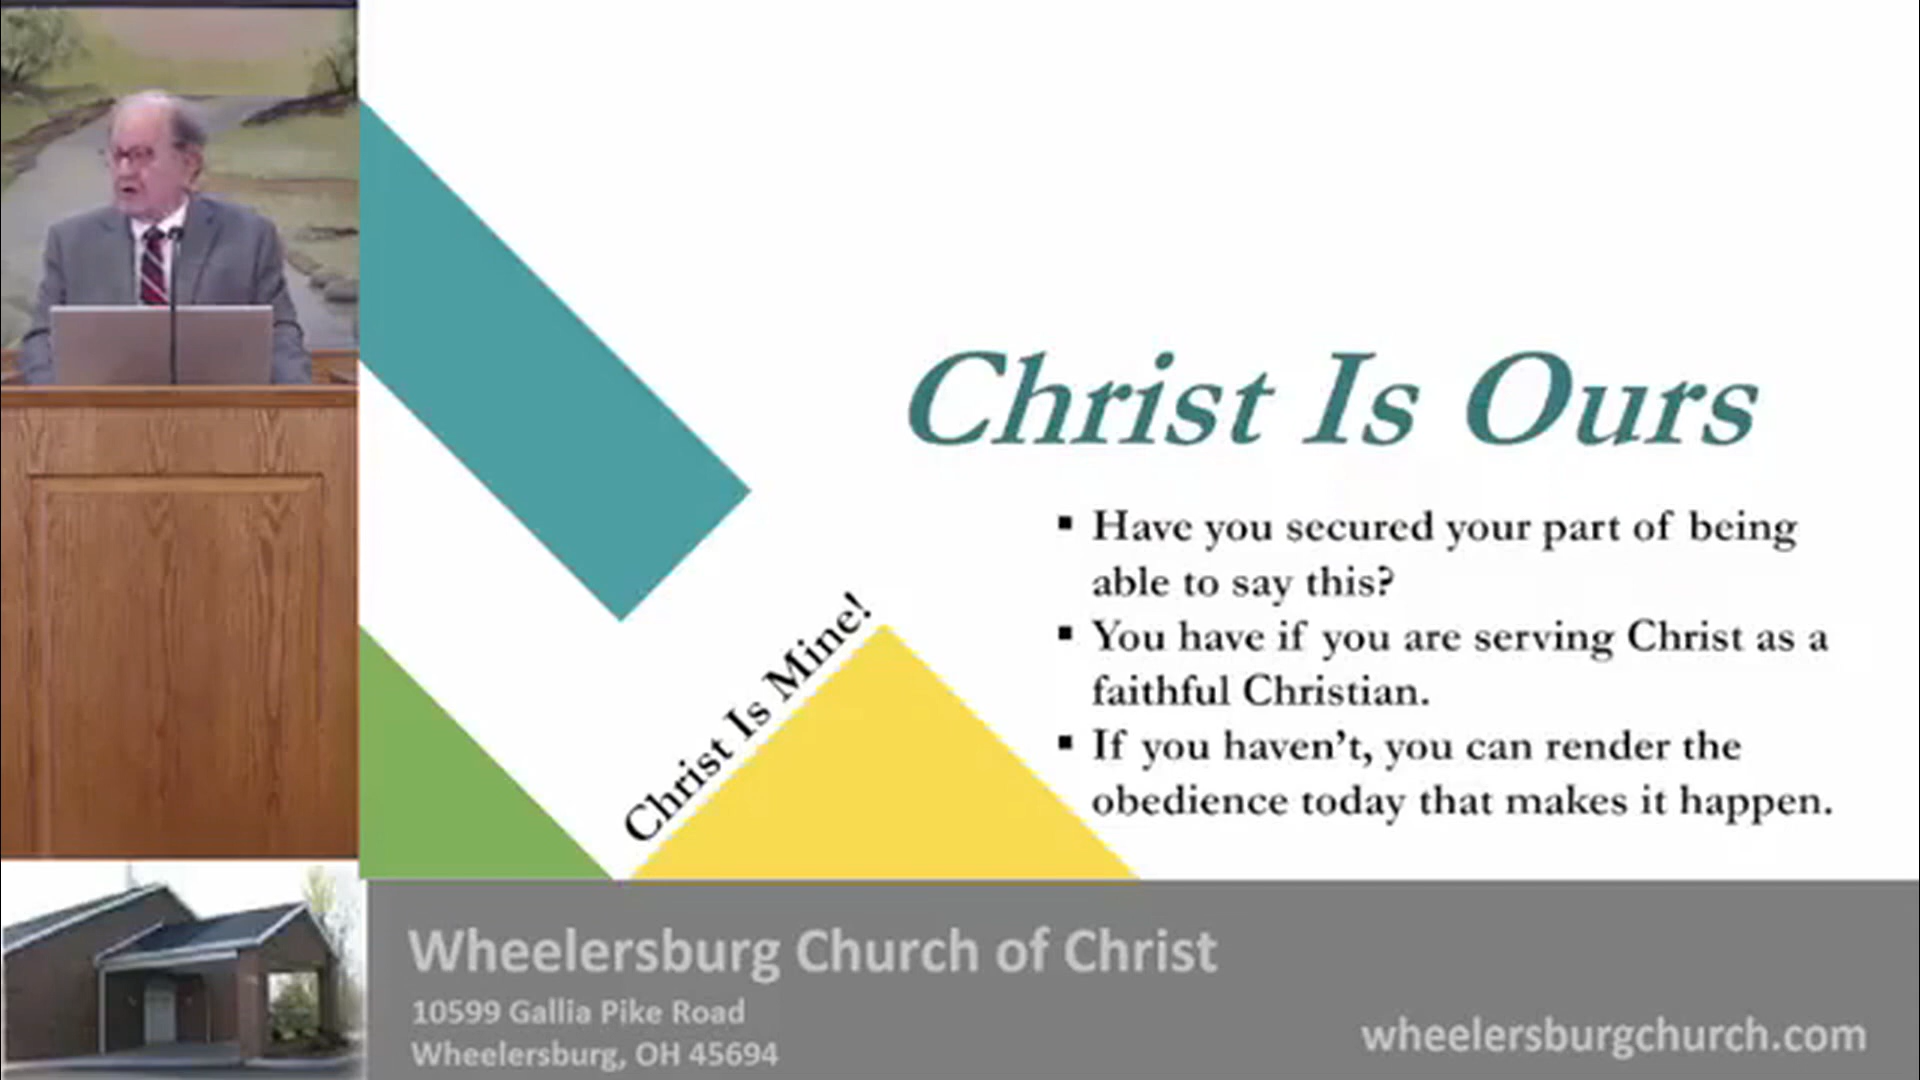 Christ Is Ours
▪ Have you secured your part of being
able to say this?
▪ You have if you are serving Christ as a
faithful Christian.
▪ If you haven't, you can render the
obedience today that makes it happen.
Christ Is Mine!
Wheelersburg Church of Christ
10599 Gallia Pike Road
Wheelersburg, OH 45694
wheelersburgchurch.com